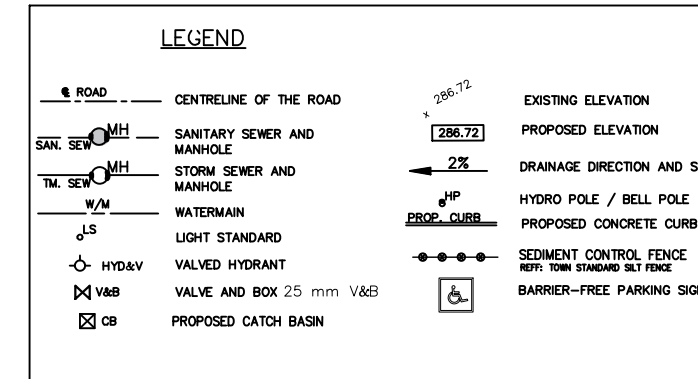 LEGEND
℄ ROAD
CENTRELINE OF THE ROAD
MH
SAN. SEW
SANITARY SEWER AND
MANHOLE
MH
TM. SEW
STORM SEWER AND
MANHOLE
W/M
WATERMAIN
LS
LIGHT STANDARD
HYD&V
VALVED HYDRANT
V&B
VALVE AND BOX 25 mm V&B
CB
PROPOSED CATCH BASIN
x 286.72
EXISTING ELEVATION
286.72
PROPOSED ELEVATION
2%
DRAINAGE DIRECTION AND S
HP
HYDRO POLE / BELL POLE
PROP. CURB
PROPOSED CONCRETE CURB
SEDIMENT CONTROL FENCE
REFF: TOWN STANDARD SILT FENCE
BARRIER-FREE PARKING SIG